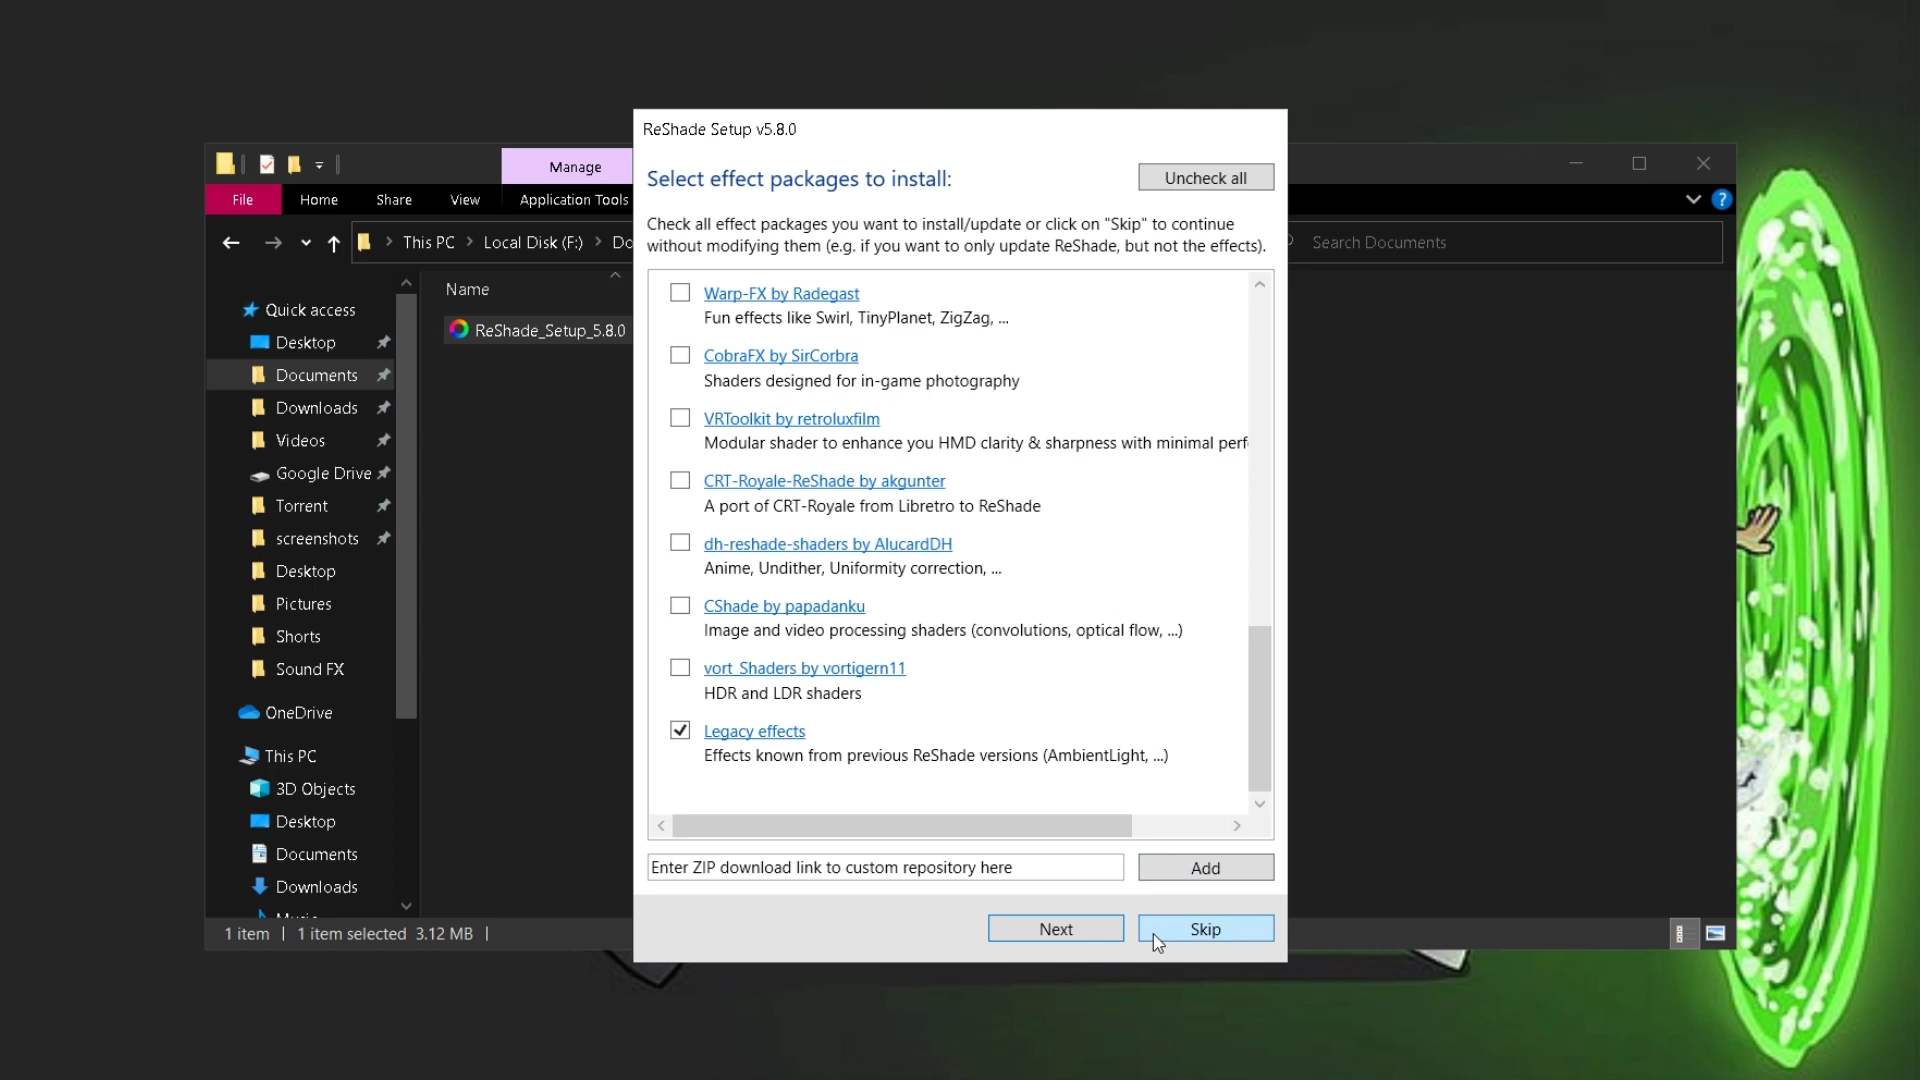 ReShade Setup v5.8.0
Select effect packages to install:
Uncheck all
Check all effect packages you want to install/update or click on "Skip" to continue
without modifying them (e.g. if you want to only update ReShade, but not the effects).
Warp-FX by Radegast
Fun effects like Swirl, TinyPlanet, ZigZag, ...
CobraFX by SirCorbra
Shaders designed for in-game photography
VRToolkit by retroluxfilm
Modular shader to enhance you HMD clarity & sharpness with minimal perf
CRT-Royale-ReShade by akgunter
A port of CRT-Royale from Libretro to ReShade
dh-reshade-shaders by AlucardDH
Anime, Undither, Uniformity correction, ...
CShade by papadanku
Image and video processing shaders (convolutions, optical flow, ...)
vort_Shaders by vortigern11
HDR and LDR shaders
Legacy effects
Effects known from previous ReShade versions (AmbientLight, ...)
Enter ZIP download link to custom repository here
Add
Next
Skip
Manage
File
Home
Share
View
Application Tools
This PC
Local Disk (F:)
Do
Search Documents
Name
ReShade_Setup_5.8.0
Quick access
Desktop
Documents
Downloads
Videos
Google Drive
Torrent
screenshots
Desktop
Pictures
Shorts
Sound FX
OneDrive
This PC
3D Objects
Desktop
Documents
Downloads
1 item
1 item selected 3.12 MB